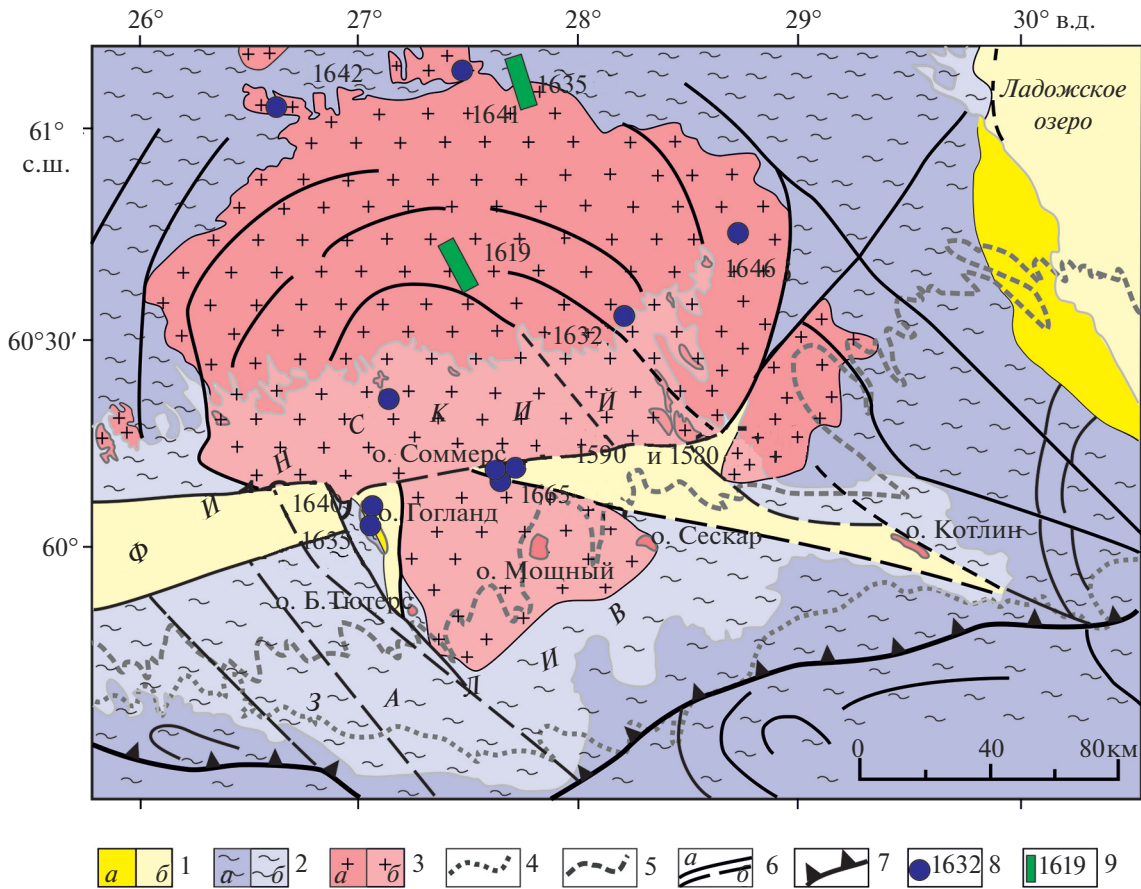 26° 27° 28° 29° 30° в.д.
1642
1635
Ладожское
озеро
1641
61°
с.ш.
1619
1646
1632
60°30′
С К И Й
о. Соммерс
1590 и 1580
Н
И
Ф
1640
1665
о. Гогланд
1635
60°
о. Сескар
о. Котлин
о. Мощный
о. Б.Тютерс
З А Л И В
0 40 80 км
а б 1
а б 2
а б 3
4
5
а б 6
7
1632 8
1619 9